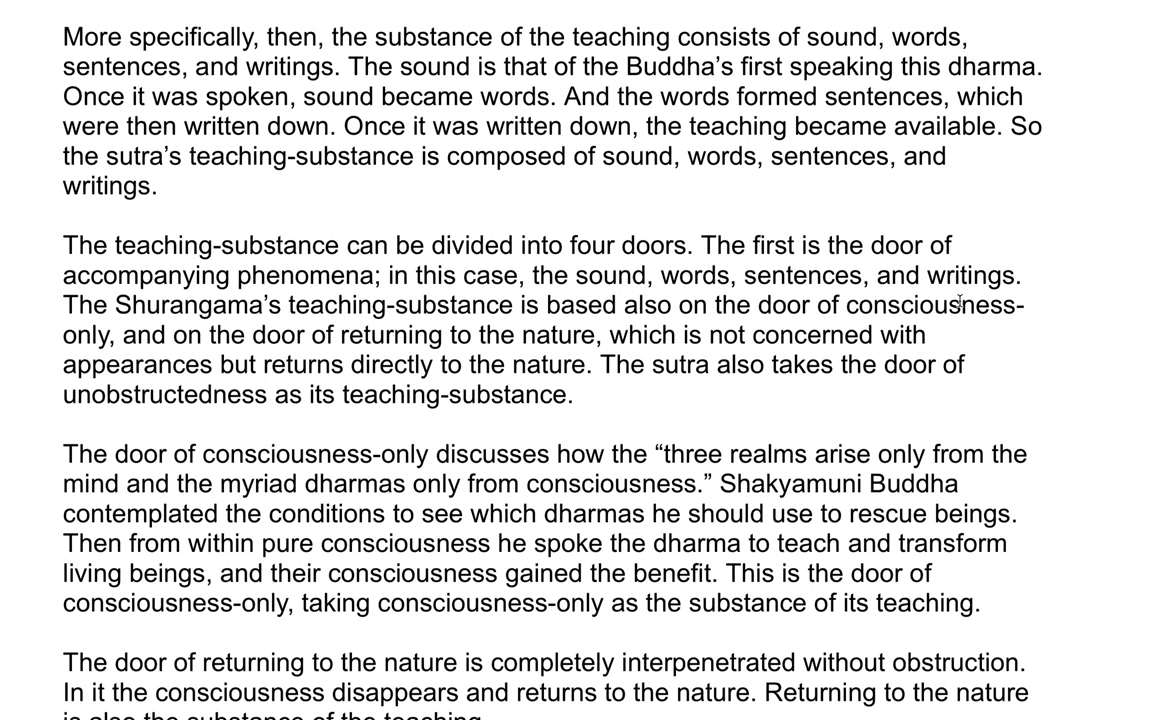 More specifically, then, the substance of the teaching consists of sound, words,
sentences, and writings. The sound is that of the Buddha’s first speaking this dharma.
Once it was spoken, sound became words. And the words formed sentences, which
were then written down. Once it was written down, the teaching became available. So
the sutra’s teaching-substance is composed of sound, words, sentences, and
writings.
The teaching-substance can be divided into four doors. The first is the door of
accompanying phenomena; in this case, the sound, words, sentences, and writings.
The Shurangama’s teaching-substance is based also on the door of consciousness-
only, and on the door of returning to the nature, which is not concerned with
appearances but returns directly to the nature. The sutra also takes the door of
unobstructedness as its teaching-substance.
The door of consciousness-only discusses how the “three realms arise only from the
mind and the myriad dharmas only from consciousness.” Shakyamuni Buddha
contemplated the conditions to see which dharmas he should use to rescue beings.
Then from within pure consciousness he spoke the dharma to teach and transform
living beings, and their consciousness gained the benefit. This is the door of
consciousness-only, taking consciousness-only as the substance of its teaching.
The door of returning to the nature is completely interpenetrated without obstruction.
In it the consciousness disappears and returns to the nature. Returning to the nature
is also the substance of the teaching.